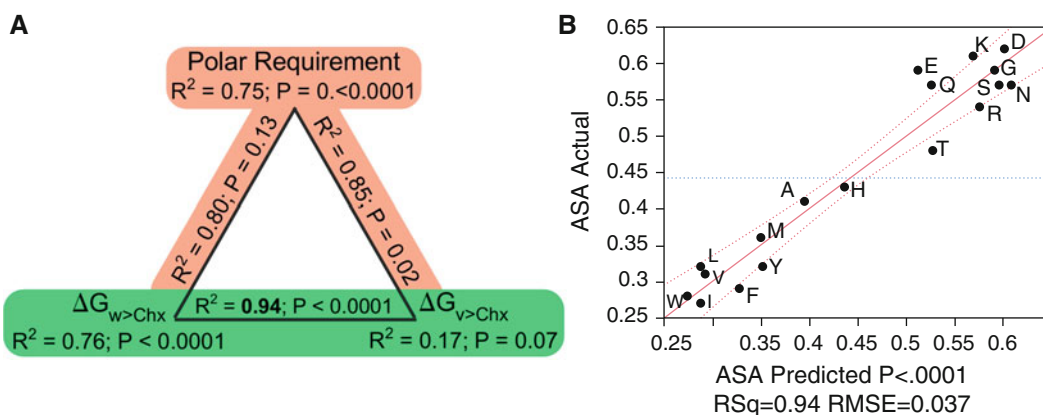 A
Polar Requirement
R² = 0.75; P = 0.<0.0001
R² = 0.80; P = 0.13
R² = 0.85; P = 0.02
ΔGw>Chx
R² = 0.94; P < 0.0001
ΔGv>Chx
R² = 0.76; P < 0.0001
R² = 0.17; P = 0.07
B
ASA Actual
0.65
0.6
0.55
0.5
0.45
0.4
0.35
0.3
0.25
K
D
E
G
Q
S
N
R
T
A
H
M
L
Y
V
W
I
F
0.25
0.35
0.45
0.5
0.6
ASA Predicted P<.0001
RSq=0.94 RMSE=0.037